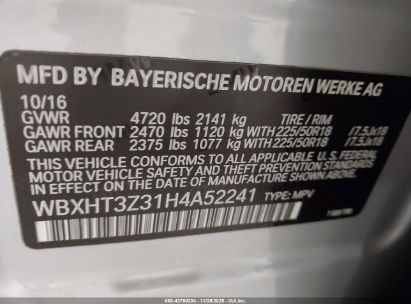 MFD BY BAYERISCHE MOTOREN WERKE AG
10/16
GVWR 4720 lbs 2141 kg TIRE / RIM
GAWR FRONT 2470 lbs 1120 kg WITH 225/50R18 /7.5Jx18
GAWR REAR 2375 lbs 1077 kg WITH 225/50R18 /7.5Jx18
THIS VEHICLE CONFORMS TO ALL APPLICABLE U.S. FEDERAL
MOTOR VEHICLE SAFETY THEFT PREVENTION
STANDARDS IN EFFECT ON THE DATE OF MANUFACTURE SHOWN ABOVE.
WBXHT3Z31H4A52241 TYPE: MPV